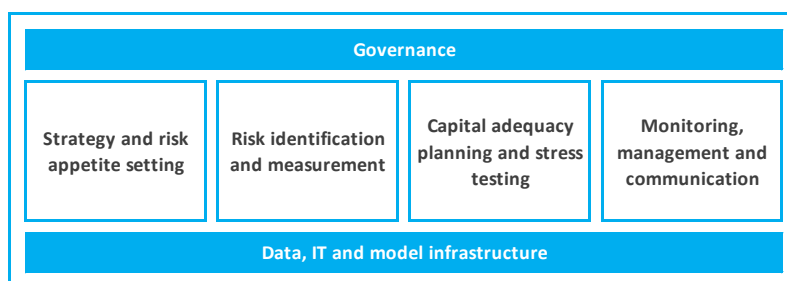 Governance
Strategy and risk
appetite setting
Risk identification
and measurement
Capital adequacy
planning and stress
testing
Monitoring,
management and
communication
Data, IT and model infrastructure